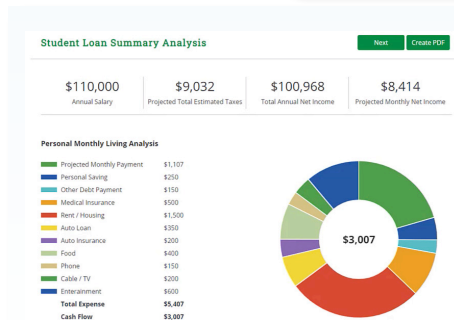 Student Loan Summary Analysis
Next
Create PDF
$110,000
Annual Salary
$9,032
Projected Total Estimated Taxes
$100,968
Total Annual Net Income
$8,414
Projected Monthly Net Income
Personal Monthly Living Analysis
Projected Monthly Payment $1,107
Personal Saving $250
Other Debt Payment $150
Medical Insurance $500
Rent / Housing $1,500
Auto Loan $350
Auto Insurance $200
Food $400
Phone $150
Cable / TV $200
Enterainment $600
Total Expense $5,407
Cash Flow $3,007
$3,007